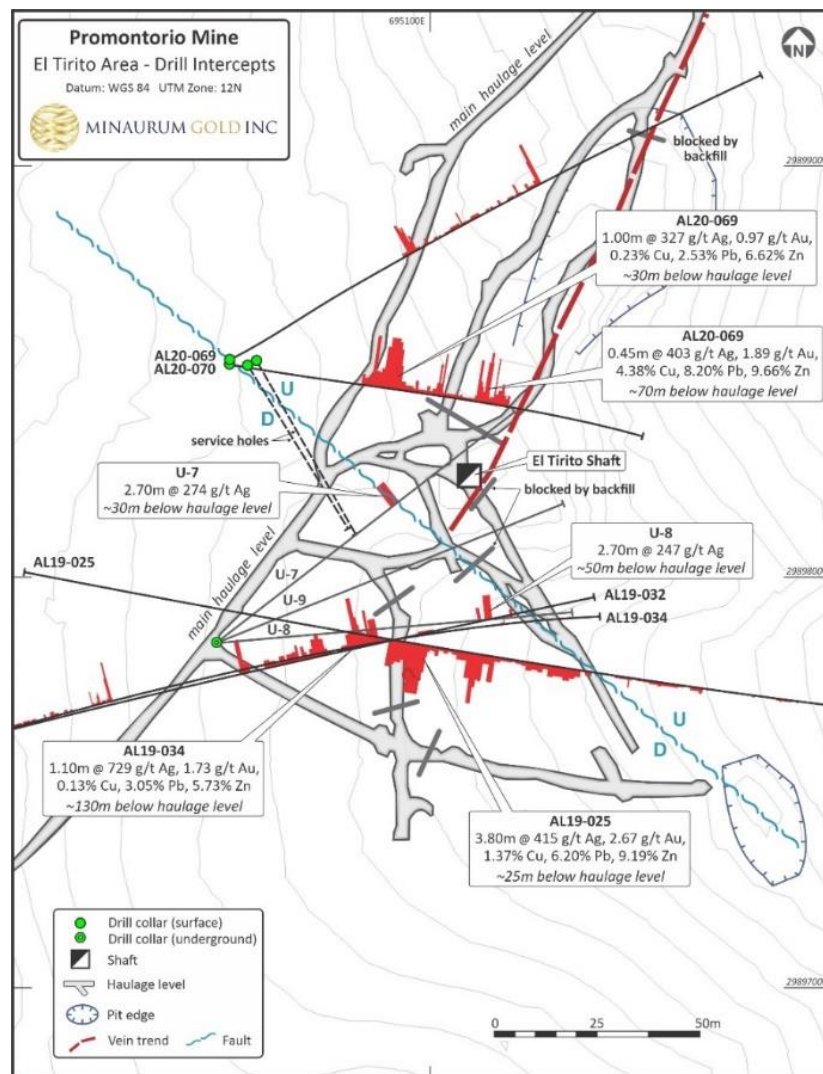 Promontorio Mine
El Tirito Area - Drill Intercepts
Datum: WGS 84 UTM Zone: 12N
MINAURUM GOLD INC
695100E
N
main haulage level
blocked by
backfill
2989900
AL20-069
1.00m @ 327 g/t Ag, 0.97 g/t Au,
0.23% Cu, 2.53% Pb, 6.62% Zn
~30m below haulage level
AL20-069
0.45m @ 403 g/t Ag, 1.89 g/t Au,
4.38% Cu, 8.20% Pb, 9.66% Zn
~70m below haulage level
AL20-069
AL20-070
U
D
service holes
El Tirito Shaft
U-7
2.70m @ 274 g/t Ag
~30m below haulage level
blocked by backfill
U-8
2.70m @ 247 g/t Ag
~50m below haulage level
AL19-025
2989800
main haulage level
U-7
U-9
U-8
AL19-032
AL19-034
U
D
AL19-034
1.10m @ 729 g/t Ag, 1.73 g/t Au,
0.13% Cu, 3.05% Pb, 5.73% Zn
~130m below haulage level
AL19-025
3.80m @ 415 g/t Ag, 2.67 g/t Au,
1.37% Cu, 6.20% Pb, 9.19% Zn
~25m below haulage level
Drill collar (surface)
Drill collar (underground)
Shaft
Haulage level
Pit edge
Vein trend
Fault
2989700
0 25 50m